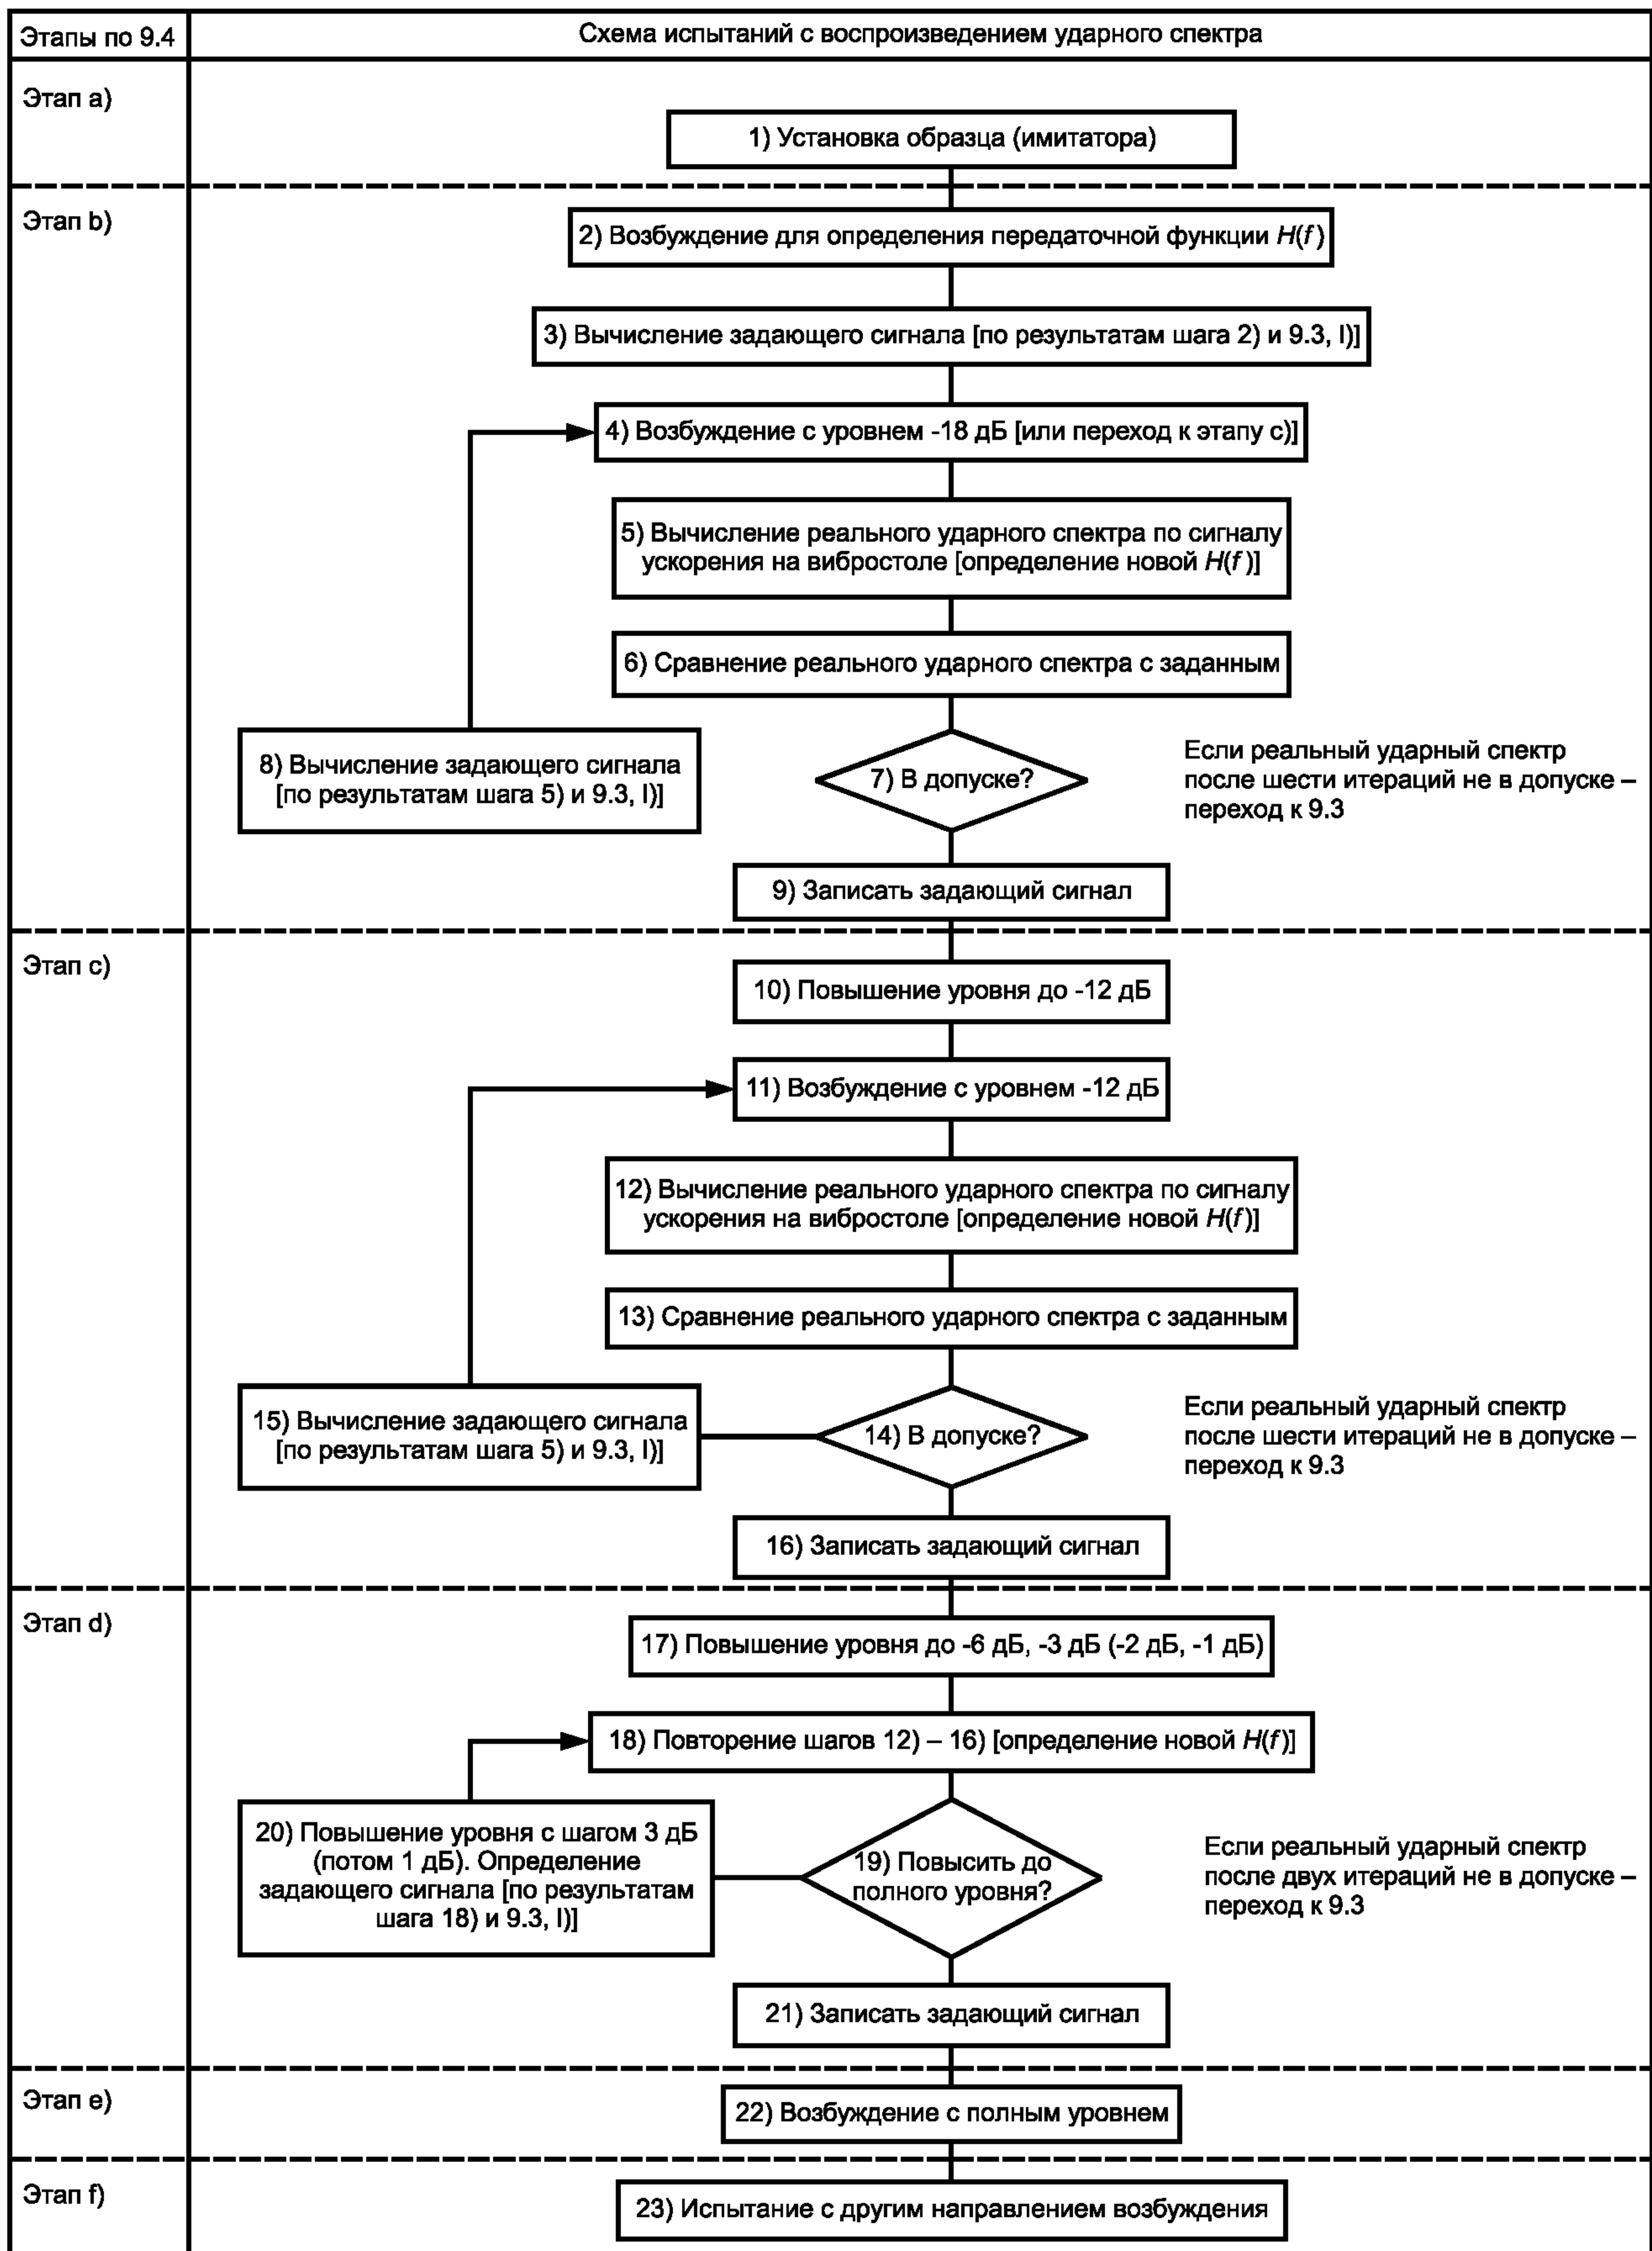 Этапы по 9.4
Схема испытаний с воспроизведением ударного спектра
Этап a)
1) Установка образца (имитатора)
Этап b)
2) Возбуждение для определения передаточной функции H(f)
3) Вычисление задающего сигнала [по результатам шага 2) и 9.3, l)]
4) Возбуждение с уровнем -18 дБ [или переход к этапу c)]
5) Вычисление реального ударного спектра по сигналу
ускорения на вибростоле [определение новой H(f)]
6) Сравнение реального ударного спектра с заданным
8) Вычисление задающего сигнала
[по результатам шага 5) и 9.3, l)]
7) В допуске?
Если реальный ударный спектр
после шести итераций не в допуске –
переход к 9.3
9) Записать задающий сигнал
Этап c)
10) Повышение уровня до -12 дБ
11) Возбуждение с уровнем -12 дБ
12) Вычисление реального ударного спектра по сигналу
ускорения на вибростоле [определение новой H(f)]
13) Сравнение реального ударного спектра с заданным
15) Вычисление задающего сигнала
[по результатам шага 5) и 9.3, l)]
14) В допуске?
Если реальный ударный спектр
после шести итераций не в допуске –
переход к 9.3
16) Записать задающий сигнал
Этап d)
17) Повышение уровня до -6 дБ, -3 дБ (-2 дБ, -1 дБ)
18) Повторение шагов 12) – 16) [определение новой H(f)]
20) Повышение уровня с шагом 3 дБ
(потом 1 дБ). Определение
задающего сигнала [по результатам
шага 18) и 9.3, l)]
19) Повысить до
полного уровня?
Если реальный ударный спектр
после двух итераций не в допуске –
переход к 9.3
21) Записать задающий сигнал
Этап e)
22) Возбуждение с полным уровнем
Этап f)
23) Испытание с другим направлением возбуждения